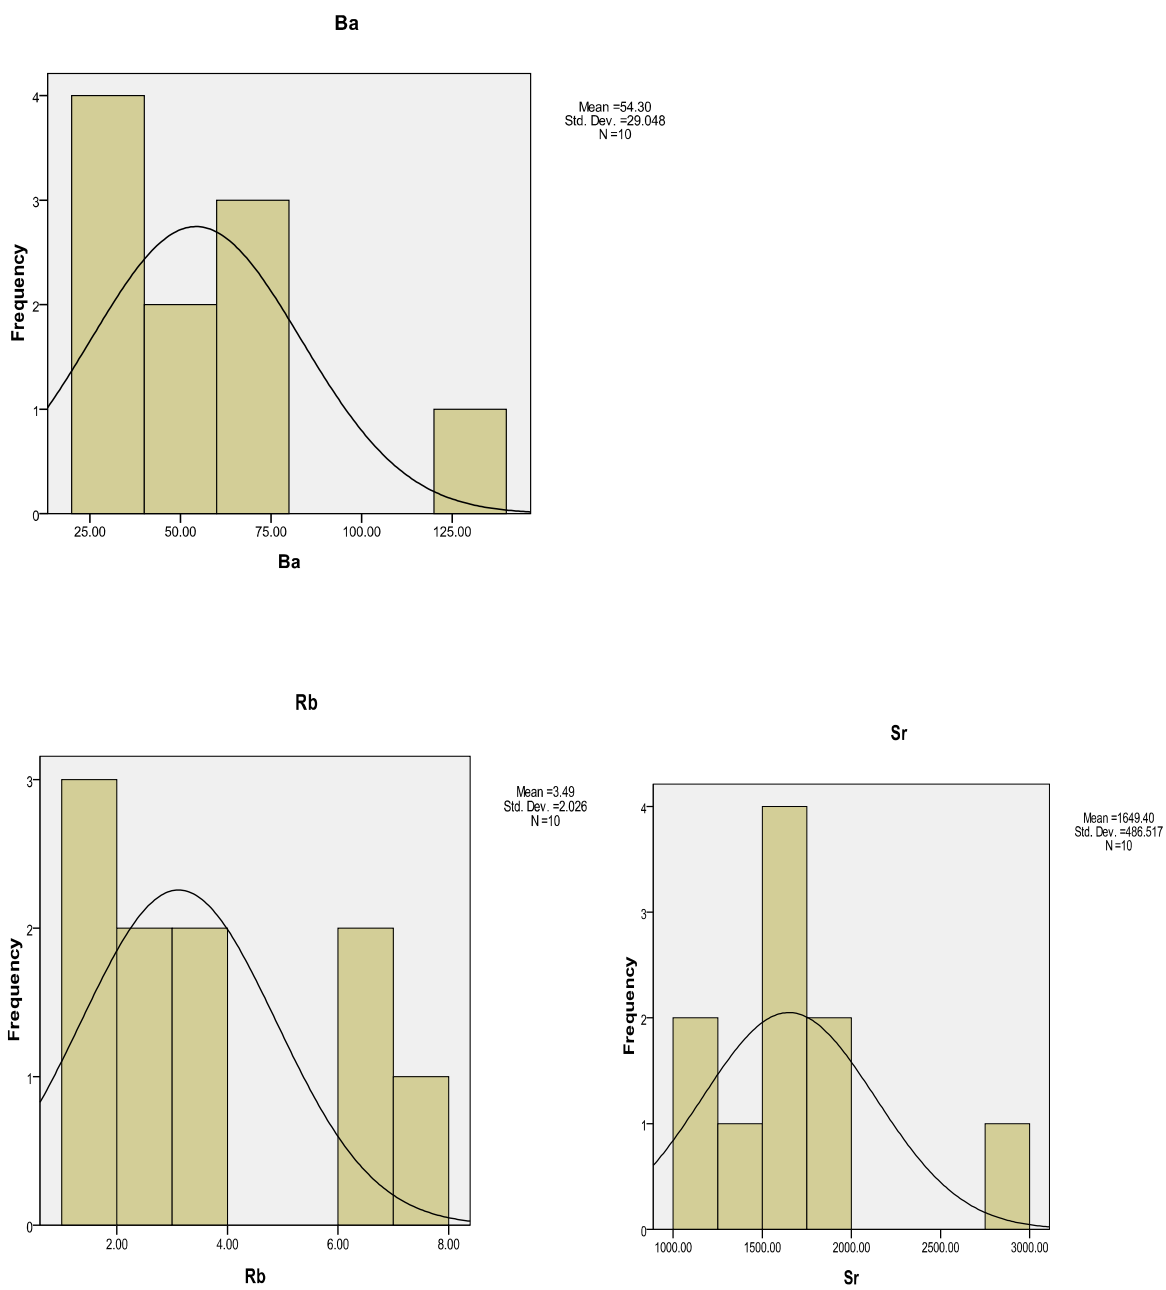 Ba
4
3
2
1
0
Frequency
25.00 50.00 75.00 100.00 125.00
Ba
Mean =54.30
Std. Dev. =29.048
N =10
Rb
3
2
1
0
Frequency
2.00 4.00 6.00 8.00
Rb
Mean =3.49
Std. Dev. =2.026
N =10
Sr
4
3
2
1
0
Frequency
1000.00 1500.00 2000.00 2500.00 3000.00
Sr
Mean =1649.40
Std. Dev. =486.517
N =10